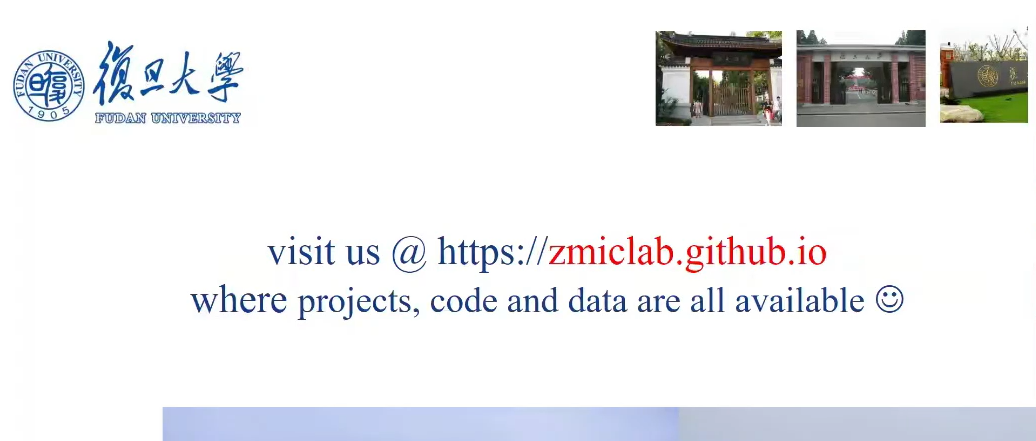 FUDAN UNIVERSITY
1905
復旦大學
FUDAN UNIVERSITY
visit us @ https://zmiclab.github.io
where projects, code and data are all available ☺